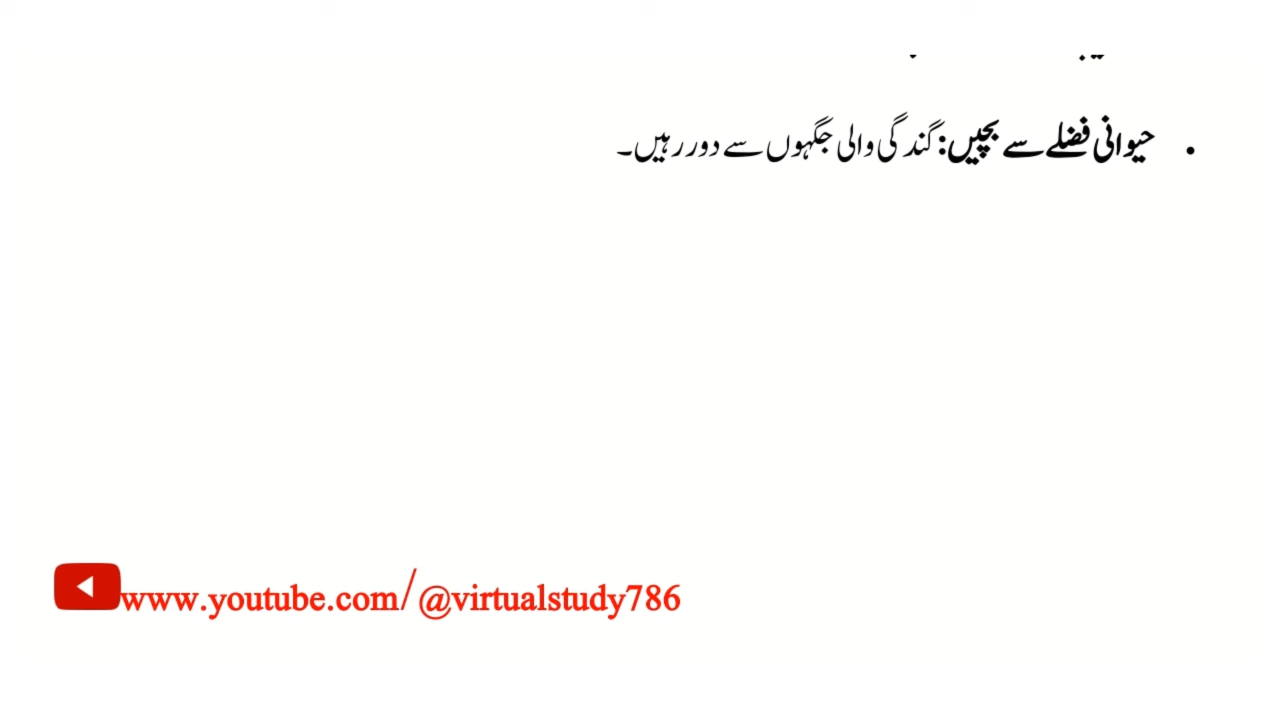 • حیوانی فضلے سے بچیں: گندگی والی جگہوں سے دور رہیں۔
www.youtube.com/@virtualstudy786